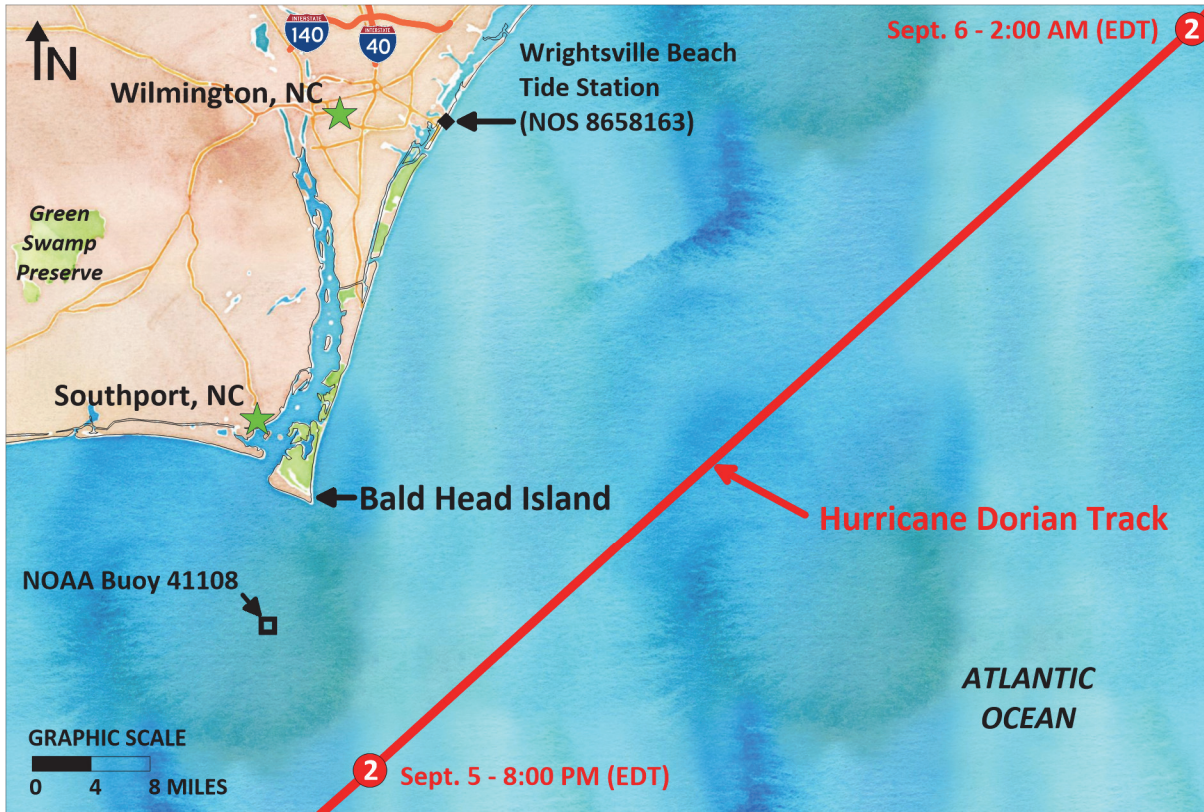 N
INTERSTATE
140
INTERSTATE
40
Sept. 6 - 2:00 AM (EDT)
2
Wrightsville Beach
Tide Station
(NOS 8658163)
Wilmington, NC
Green
Swamp
Preserve
Southport, NC
Bald Head Island
Hurricane Dorian Track
NOAA Buoy 41108
ATLANTIC
OCEAN
GRAPHIC SCALE
0 4 8 MILES
2
Sept. 5 - 8:00 PM (EDT)